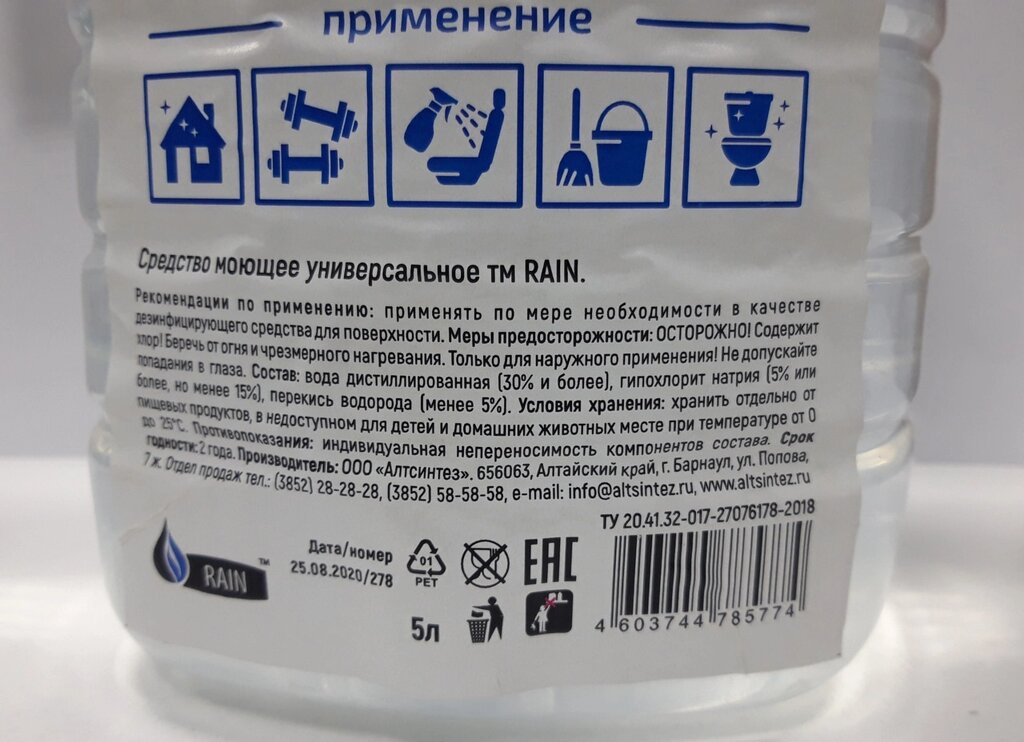 применение
Средство моющее универсальное тм RAIN.
Рекомендации по применению: применять по мере необходимости в качестве
дезинфицирующего средства для поверхности. Меры предосторожности: ОСТОРОЖНО! Содержит
хлор! Беречь от огня и чрезмерного нагревания. Только для наружного применения! Не допускайте
попадания в глаза. Состав: вода дистиллированная (30% и более), гипохлорит натрия (5% или
более, но менее 15%), перекись водорода (менее 5%). Условия хранения: хранить отдельно от
пищевых продуктов, в недоступном для детей и домашних животных месте при температуре от 0
до 25°С. Противопоказания: индивидуальная непереносимость компонентов состава. Срок
годности: 2 года. Производитель: ООО «Алтсинтез». 656063, Алтайский край, г. Барнаул, ул. Попова,
7 ж. Отдел продаж тел.: (3852) 28-28-28, (3852) 58-58-58, e-mail: info@altsintez.ru, www.altsintez.ru
ТУ 20.41.32-017-27076178-2018
RAIN™
Дата/номер
25.08.2020/278
01
PET
EAC
5л
4 603744 785774